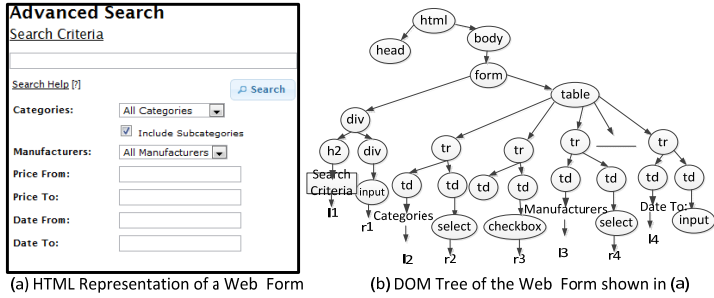 Advanced Search
Search Criteria
Search Help [?]
Search
Categories:
All Categories
Include Subcategories
Manufacturers:
All Manufacturers
Price From:
Price To:
Date From:
Date To:
(a) HTML Representation of a Web Form
html
head
body
form
table
div
h2
div
tr
tr
tr
tr
Search
Criteria
input
td
td
td
td
td
td
td
td
Categories
Manufacturers
Date To:
select
checkbox
select
input
l1
r1
l2
r2
r3
l3
r4
l4
(b) DOM Tree of the Web Form shown in (a)